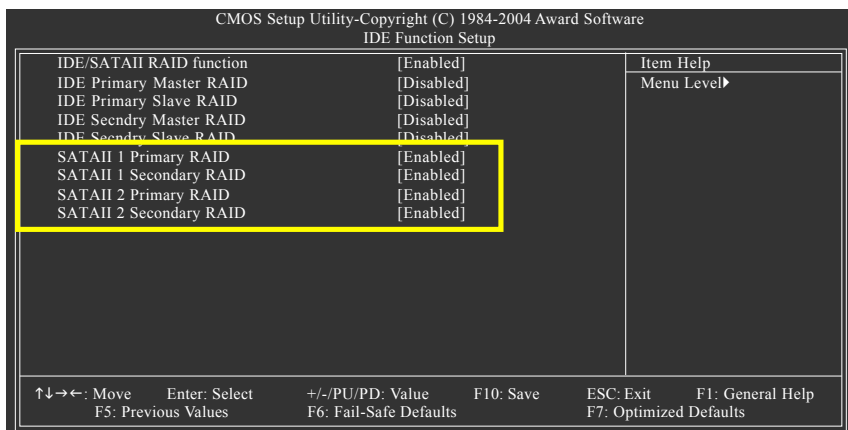 CMOS Setup Utility-Copyright (C) 1984-2004 Award Software
IDE Function Setup
IDE/SATAII RAID function [Enabled]
IDE Primary Master RAID [Disabled]
IDE Primary Slave RAID [Disabled]
IDE Secndry Master RAID [Disabled]
IDE Secndry Slave RAID [Disabled]
SATAII 1 Primary RAID [Enabled]
SATAII 1 Secondary RAID [Enabled]
SATAII 2 Primary RAID [Enabled]
SATAII 2 Secondary RAID [Enabled]
Item Help
Menu Level▶
↑↓→←: Move Enter: Select +/-/PU/PD: Value F10: Save ESC: Exit F1: General Help
F5: Previous Values F6: Fail-Safe Defaults F7: Optimized Defaults